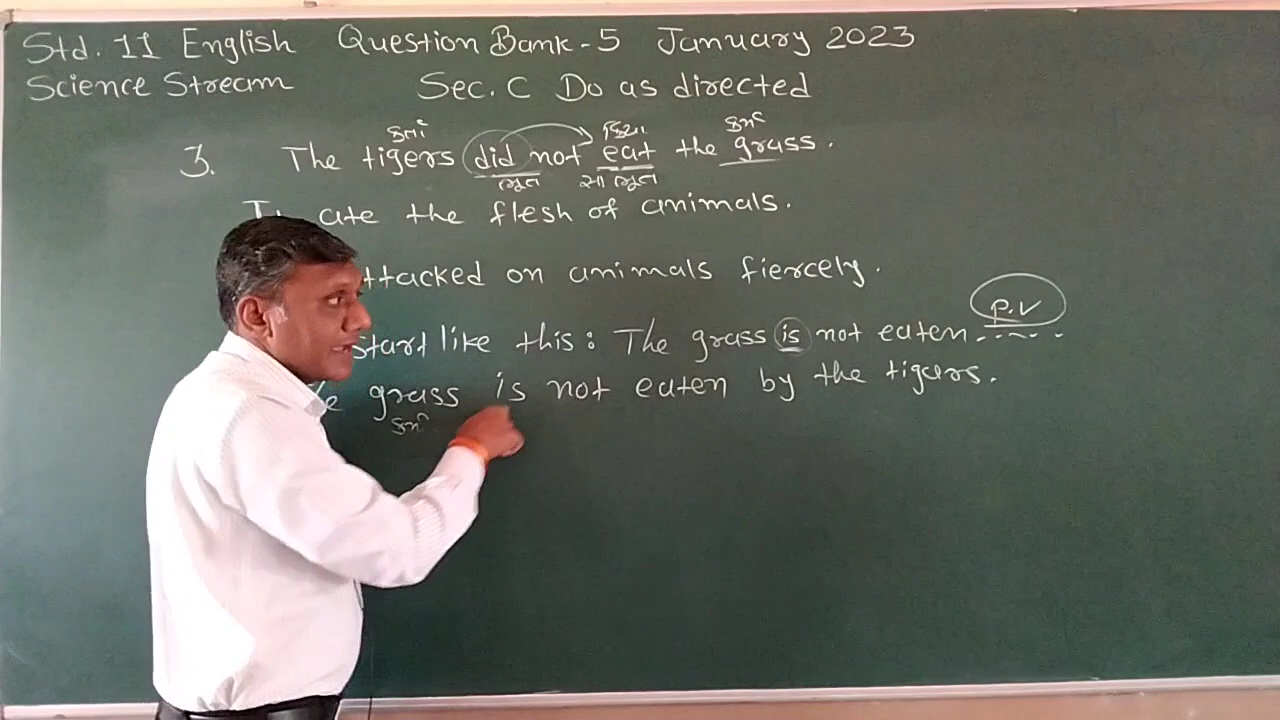 Std. 11 English Question Bank - 5 January 2023
Science Stream Sec. C Do as directed
કર્તા ક્રિયા કર્મ
3. The tigers did not eat the grass.
ભૂત સા ભૂત
ate the flesh of animals.
ttacked on animals fiercely.
P.V
Start like this: The grass is not eaten......
grass is not eaten by the tigers.
કર્મ